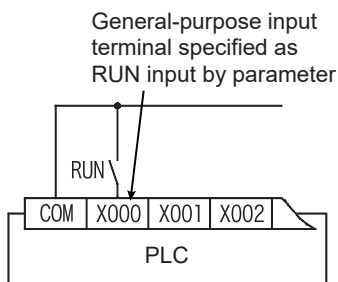 General-purpose input
terminal specified as
RUN input by parameter
RUN
COM X000 X001 X002
PLC